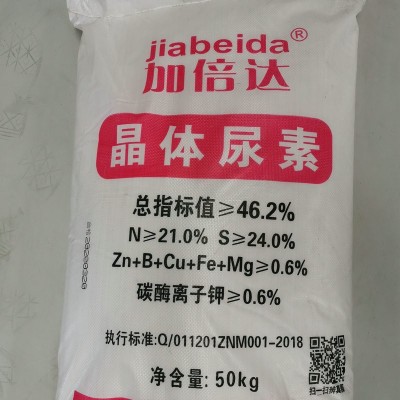 jiabeida®
加倍达
晶体尿素
总指标值≥46.2%
N≥21.0% S≥24.0%
Zn+B+Cu+Fe+Mg≥0.6%
碳酶离子钾≥0.6%
执行标准:Q/011201ZNM001-2018
净含量:50kg